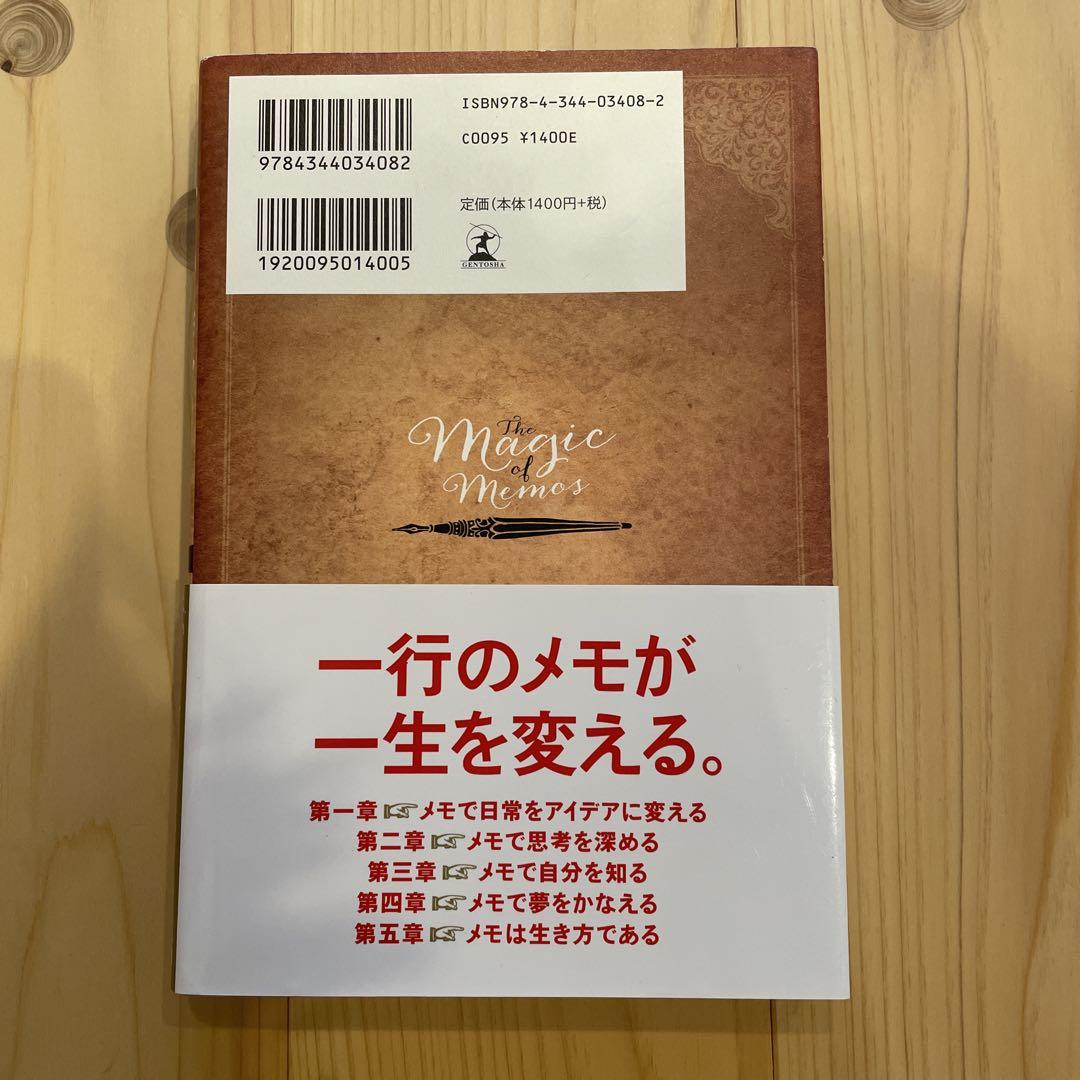 ISBN978-4-344-03408-2
C0095 ¥1400E
9784344034082
定価(本体1400円+税)
1920095014005
GENTOSHA
The
Magic
of
Memos
一行のメモが
一生を変える。
第一章☞メモで日常をアイデアに変える
第二章☞メモで思考を深める
第三章☞メモで自分を知る
第四章☞メモで夢をかなえる
第五章☞メモは生き方である